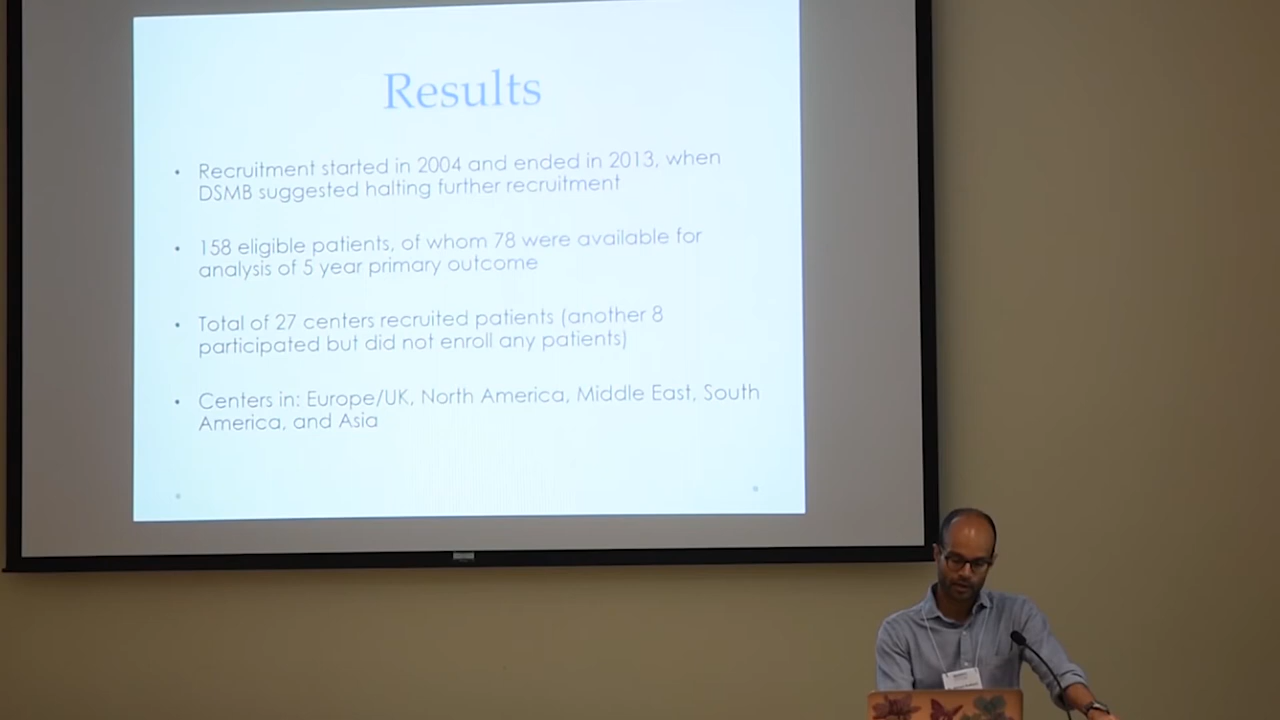 Results
• Recruitment started in 2004 and ended in 2013, when
DSMB suggested halting further recruitment
• 158 eligible patients, of whom 78 were available for
analysis of 5 year primary outcome
• Total of 27 centers recruited patients (another 8
participated but did not enroll any patients)
• Centers in: Europe/UK, North America, Middle East, South
America, and Asia